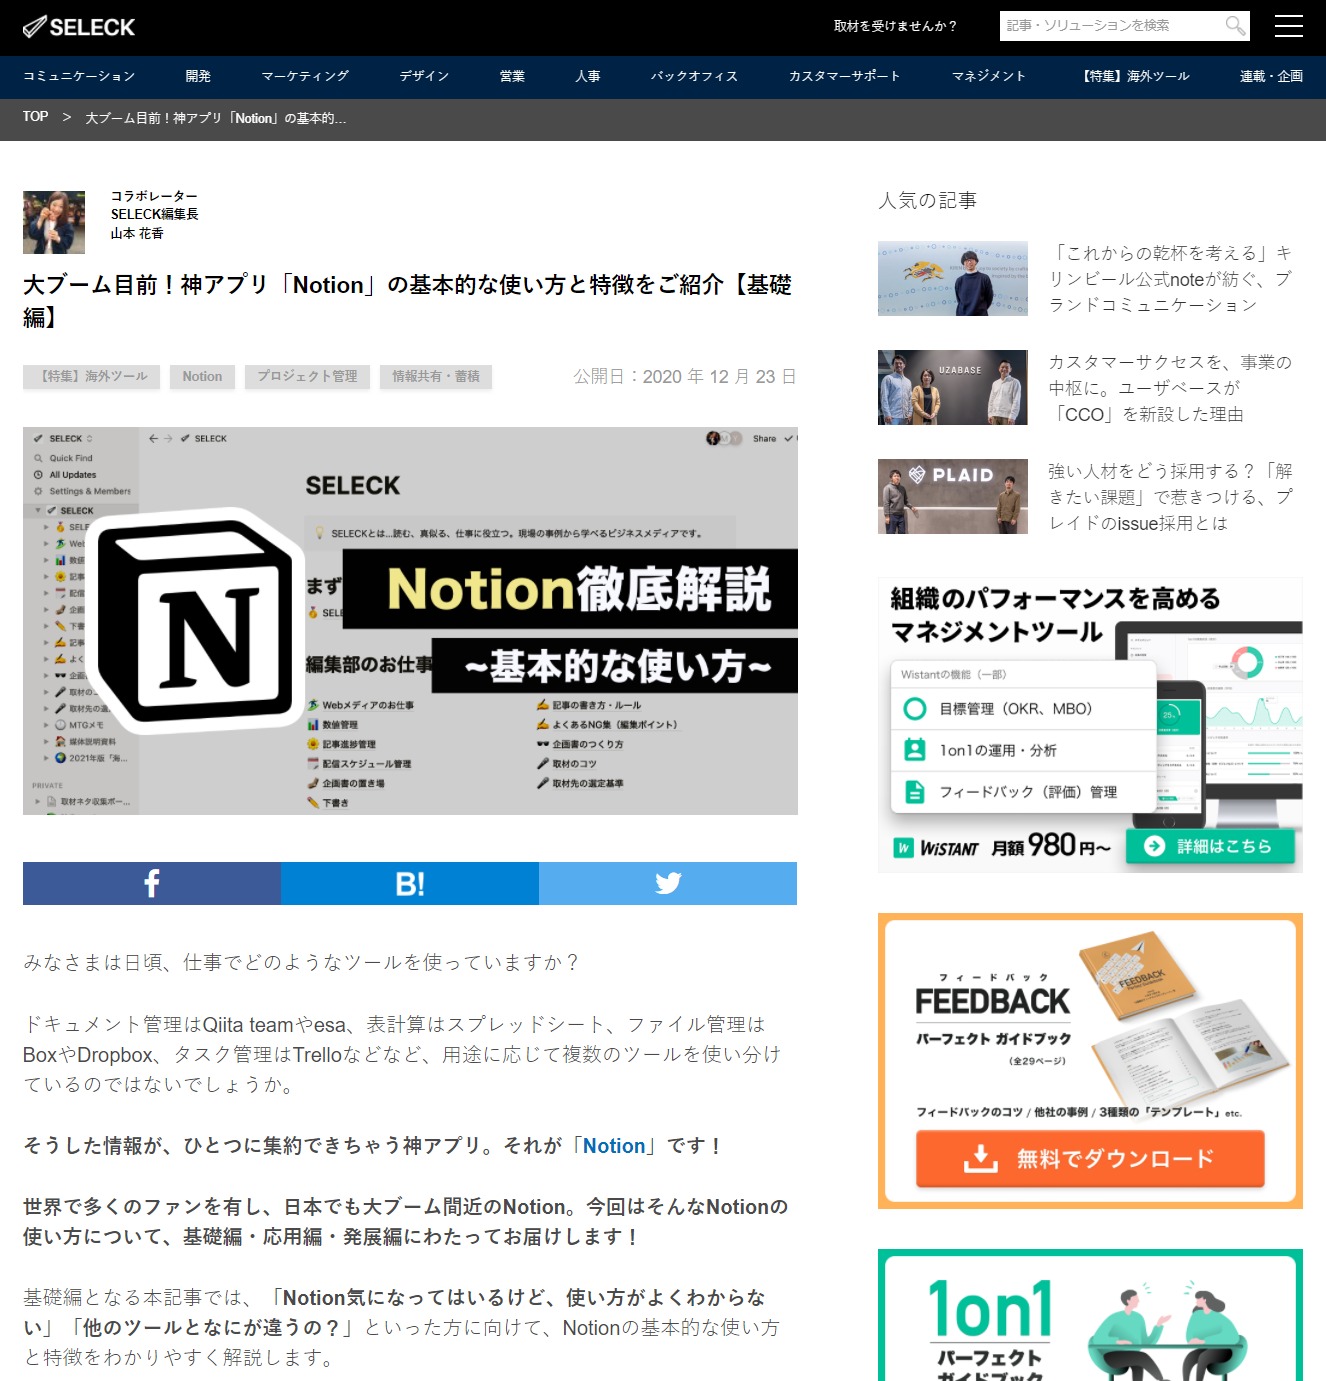 SELECK
取材を受けませんか？
記事・ソリューションを検索
コミュニケーション 開発 マーケティング デザイン 営業 人事 バックオフィス カスタマーサポート マネジメント 【特集】海外ツール 連載・企画
TOP > 大ブーム目前！神アプリ「Notion」の基本的...
コラボレーター
SELECK編集長
山本 花香
大ブーム目前！神アプリ「Notion」の基本的な使い方と特徴をご紹介【基礎
編】
【特集】海外ツール Notion プロジェクト管理 情報共有・蓄積
公開日：2020 年 12 月 23 日
SELECK
Quick Find
All Updates
Settings & Members
SELECK
SELE
We
数値
記事
配信
企画
下書
記事
よく
企画
取材のコ
取材先の選
MTGメモ
媒体説明資料
2021年版「海...
PRIVATE
取材ネタ収集ボー...
SELECK
Share
SELECK
SELECKとは...読む、真似る、仕事に役立つ。現場の事例から学べるビジネスメディアです。
まず
SELE
Notion徹底解説
編集部のお仕事
~基本的な使い方~
Webメディアのお仕事
数値管理
記事進捗管理
配信スケジュール管理
企画書の置き場
下書き
記事の書き方・ルール
よくあるNG集（編集ポイント）
企画書のつくり方
取材のコツ
取材先の選定基準
N
f B!
みなさまは日頃、仕事でどのようなツールを使っていますか？
ドキュメント管理はQiita teamやesa、表計算はスプレッドシート、ファイル管理は
BoxやDropbox、タスク管理はTrelloなどなど、用途に応じて複数のツールを使い分け
ているのではないでしょうか。
そうした情報が、ひとつに集約できちゃう神アプリ。それが「Notion」です！
世界で多くのファンを有し、日本でも大ブーム間近のNotion。今回はそんなNotionの
使い方について、基礎編・応用編・発展編にわたってお届けします！
基礎編となる本記事では、「Notion気になってはいるけど、使い方がよくわからな
い」「他のツールとなにが違うの？」といった方に向けて、Notionの基本的な使い方
と特徴をわかりやすく解説します。
人気の記事
「これからの乾杯を考える」キ
リンビール公式noteが紡ぐ、ブ
ランドコミュニケーション
UZABASE
カスタマーサクセスを、事業の
中枢に。ユーザベースが
「CCO」を新設した理由
PLAID
強い人材をどう採用する？「解
きたい課題」で惹きつける、プ
レイドのissue採用とは
組織のパフォーマンスを高める
マネジメントツール
Wistantの機能（一部）
目標管理（OKR、MBO）
1on1の運用・分析
フィードバック（評価）管理
25%
WiSTANT 月額980円〜
詳細はこちら
フィードバック
FEEDBACK
パーフェクト ガイドブック
（全29ページ）
FEEDBACK
フィードバックのコツ / 他社の事例 / 3種類の「テンプレート」etc.
無料でダウンロード
1on1
パーフェクト
ガイドブック